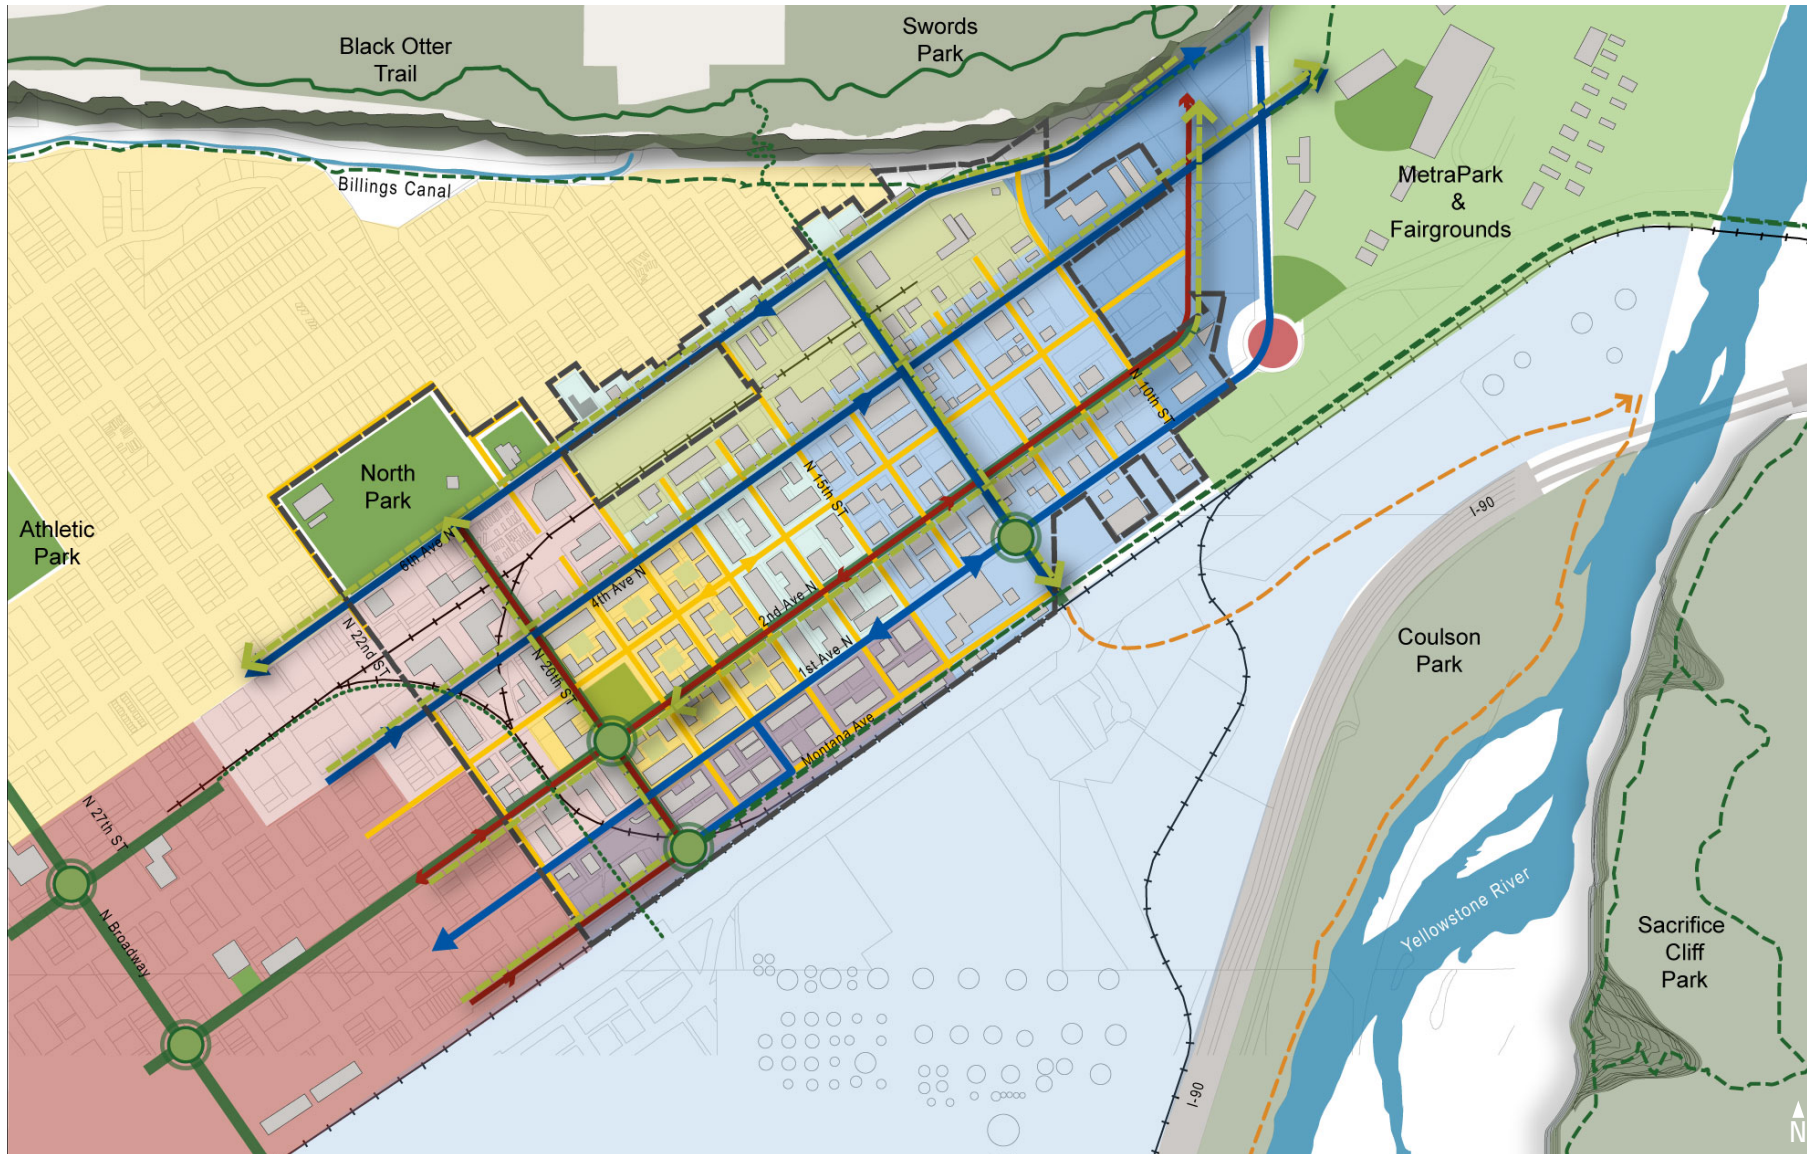 Black Otter
Trail
Swords
Park
Billings Canal
MetraPark
&
Fairgrounds
North
Park
Athletic
Park
N 10th ST
N 15th ST
6th Ave N
4th Ave N
2nd Ave N
1st Ave N
N 22nd ST
N 20th ST
Montana Ave
N 27th ST
N Broadway
I-90
Coulson
Park
Yellowstone River
Sacrifice
Cliff
Park
I-90
N